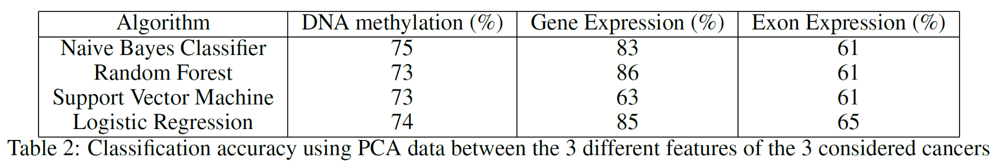 Algorithm DNA methylation (%) Gene Expression (%) Exon Expression (%)
Naive Bayes Classifier 75 83 61
Random Forest 73 86 61
Support Vector Machine 73 63 61
Logistic Regression 74 85 65
Table 2: Classification accuracy using PCA data between the 3 different features of the 3 considered cancers